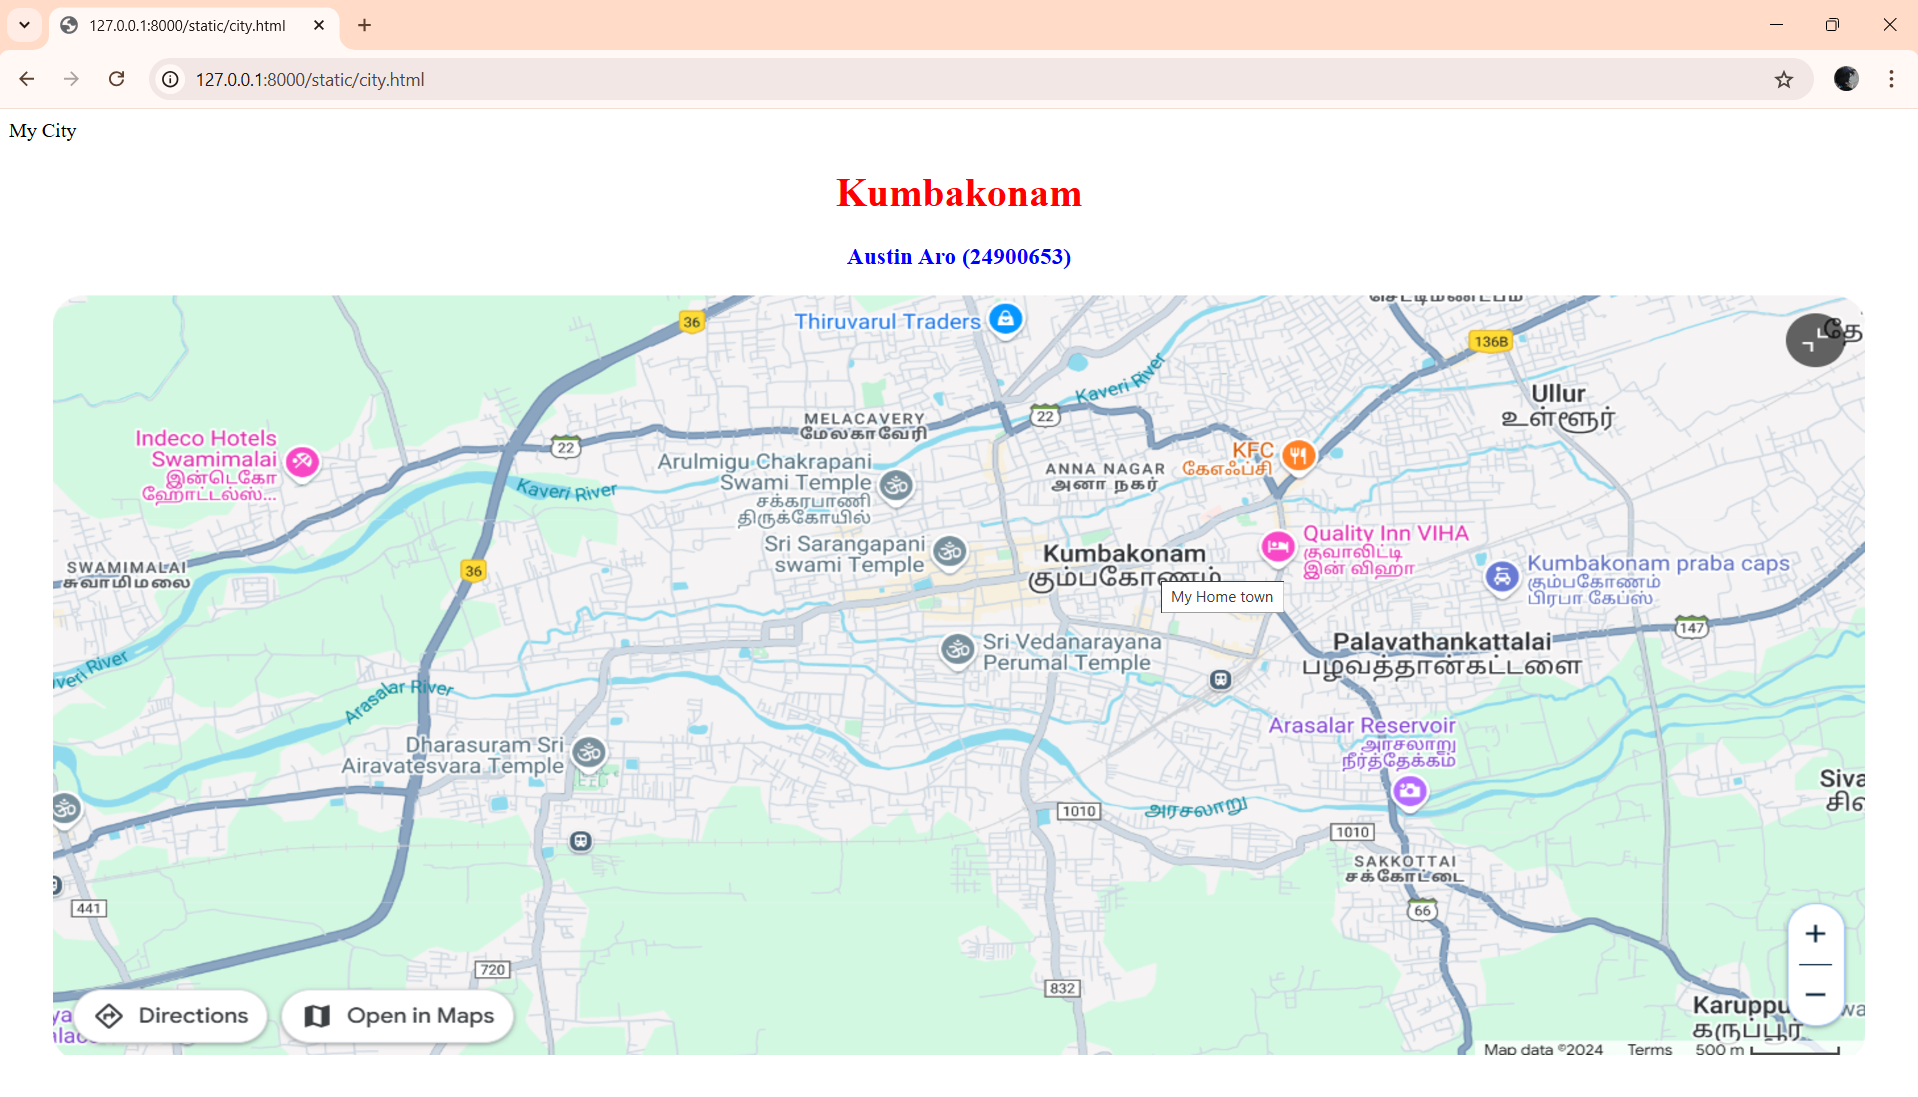 127.0.0.1:8000/static/city.html
127.0.0.1:8000/static/city.html
My City
Kumbakonam
Austin Aro (24900653)
36
Thiruvarul Traders
136B
Kaveri River
Ullur
உள்ளூர்
22
MELACAVERY
மேலகாவேரி
22
Indeco Hotels
Swamimalai
இன்டெகோ
ஹோட்டல்ஸ்...
KFC
கேஎஃப்சி
Arulmigu Chakrapani
Swami Temple
சக்கரபாணி
திருக்கோயில்
ANNA NAGAR
அனா நகர்
Kaveri River
Quality Inn VIHA
குவாலிட்டி
இன் விஹா
Sri Sarangapani
swami Temple
Kumbakonam
கும்பகோணம்
Kumbakonam praba caps
கும்பகோணம்
பிரபா கேப்ஸ்
SWAMIMALAI
சுவாமிமலை
36
My Home town
147
Sri Vedanarayana
Perumal Temple
Palavathankattalai
பழவத்தான்கட்டளை
veri River
Arasalar River
Arasalar Reservoir
அரசலாறு
நீர்த்தேக்கம்
Dharasuram Sri
Airavatesvara Temple
Siva
சிவ
1010
அரசலாறு
1010
SAKKOTTAI
சக்கோட்டை
441
66
720
832
Karuppu
கருப்பூர்
Directions
Open in Maps
Map data ©2024
Terms
500 m